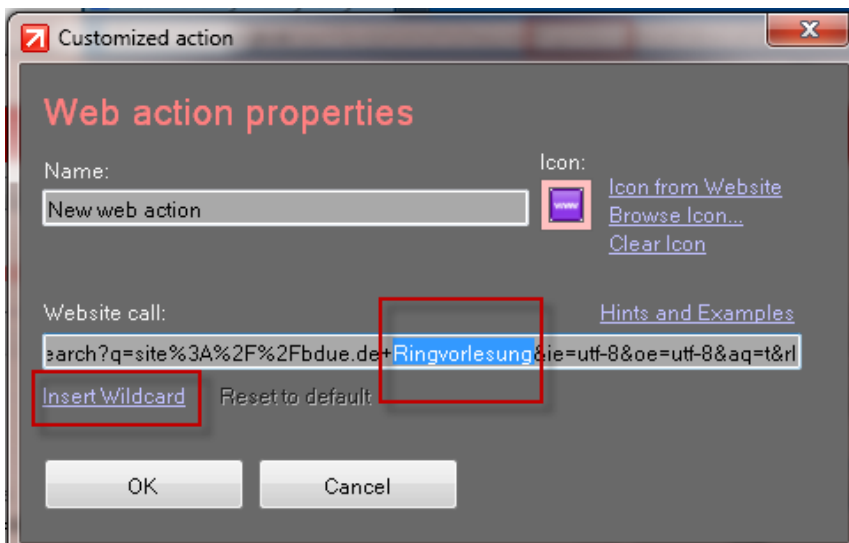 Customized action
Web action properties
Name:
Icon:
New web action
Icon from Website
Browse Icon...
Clear Icon
Website call:
Hints and Examples
earch?q=site%3A%2F%2Fbdue.de+Ringvorlesung&ie=utf-8&oe=utf-8&aq=t&rl
Insert Wildcard
Reset to default
OK
Cancel